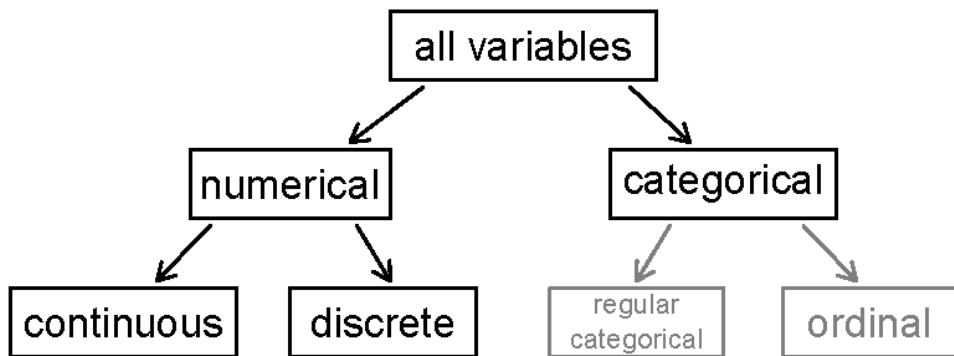 all variables
numerical
categorical
continuous
discrete
regular
categorical
ordinal